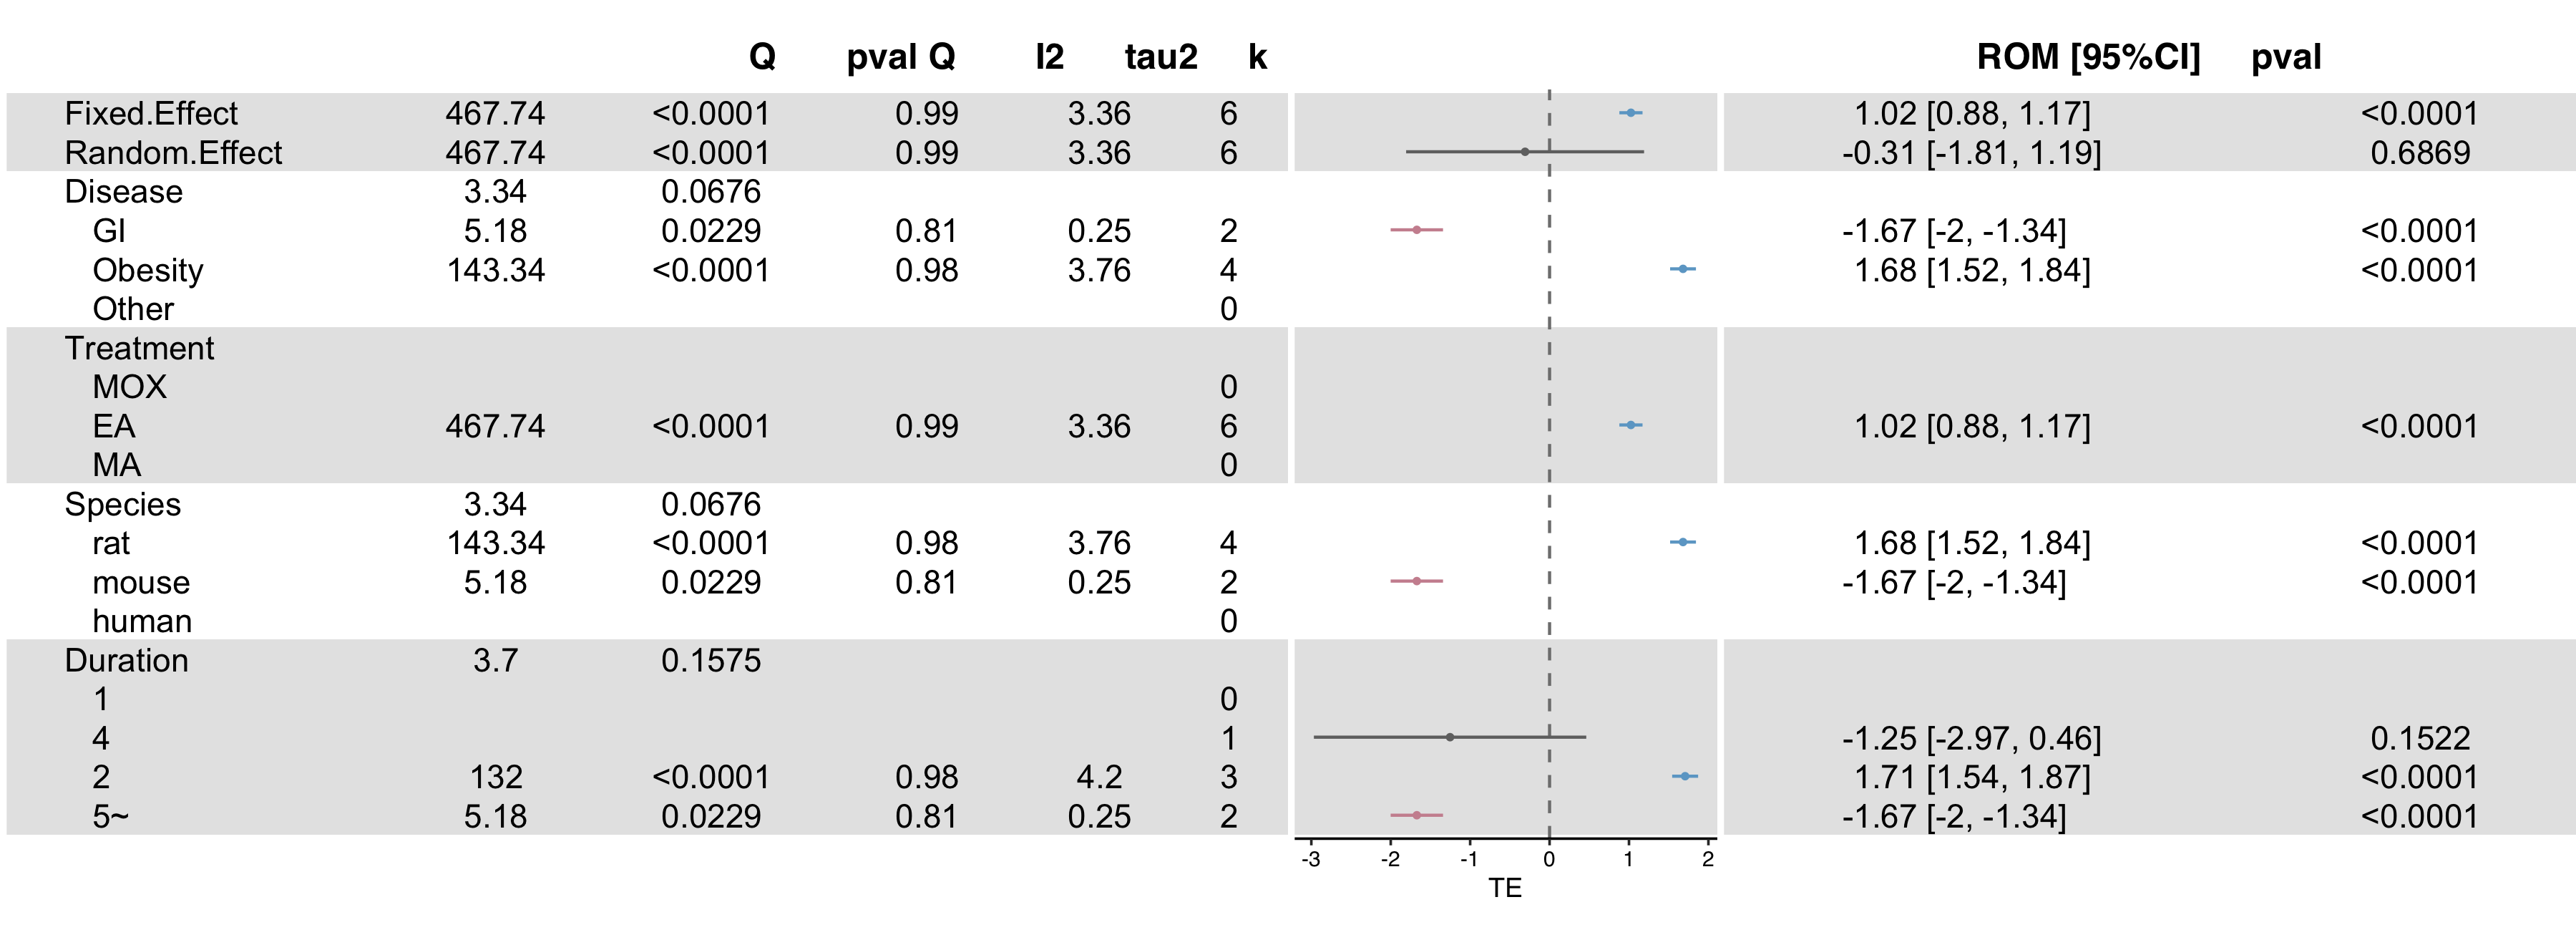 Q pval Q I2 tau2 k ROM [95%CI] pval
Fixed.Effect 467.74 <0.0001 0.99 3.36 6 1.02 [0.88, 1.17] <0.0001
Random.Effect 467.74 <0.0001 0.99 3.36 6 -0.31 [-1.81, 1.19] 0.6869
Disease 3.34 0.0676
GI 5.18 0.0229 0.81 0.25 2 -1.67 [-2, -1.34] <0.0001
Obesity 143.34 <0.0001 0.98 3.76 4 1.68 [1.52, 1.84] <0.0001
Other 0
Treatment
MOX 0
EA 467.74 <0.0001 0.99 3.36 6 1.02 [0.88, 1.17] <0.0001
MA 0
Species 3.34 0.0676
rat 143.34 <0.0001 0.98 3.76 4 1.68 [1.52, 1.84] <0.0001
mouse 5.18 0.0229 0.81 0.25 2 -1.67 [-2, -1.34] <0.0001
human 0
Duration 3.7 0.1575
1 0
4 1 -1.25 [-2.97, 0.46] 0.1522
2 132 <0.0001 0.98 4.2 3 1.71 [1.54, 1.87] <0.0001
5~ 5.18 0.0229 0.81 0.25 2 -1.67 [-2, -1.34] <0.0001
-3 -2 -1 0 1 2
TE